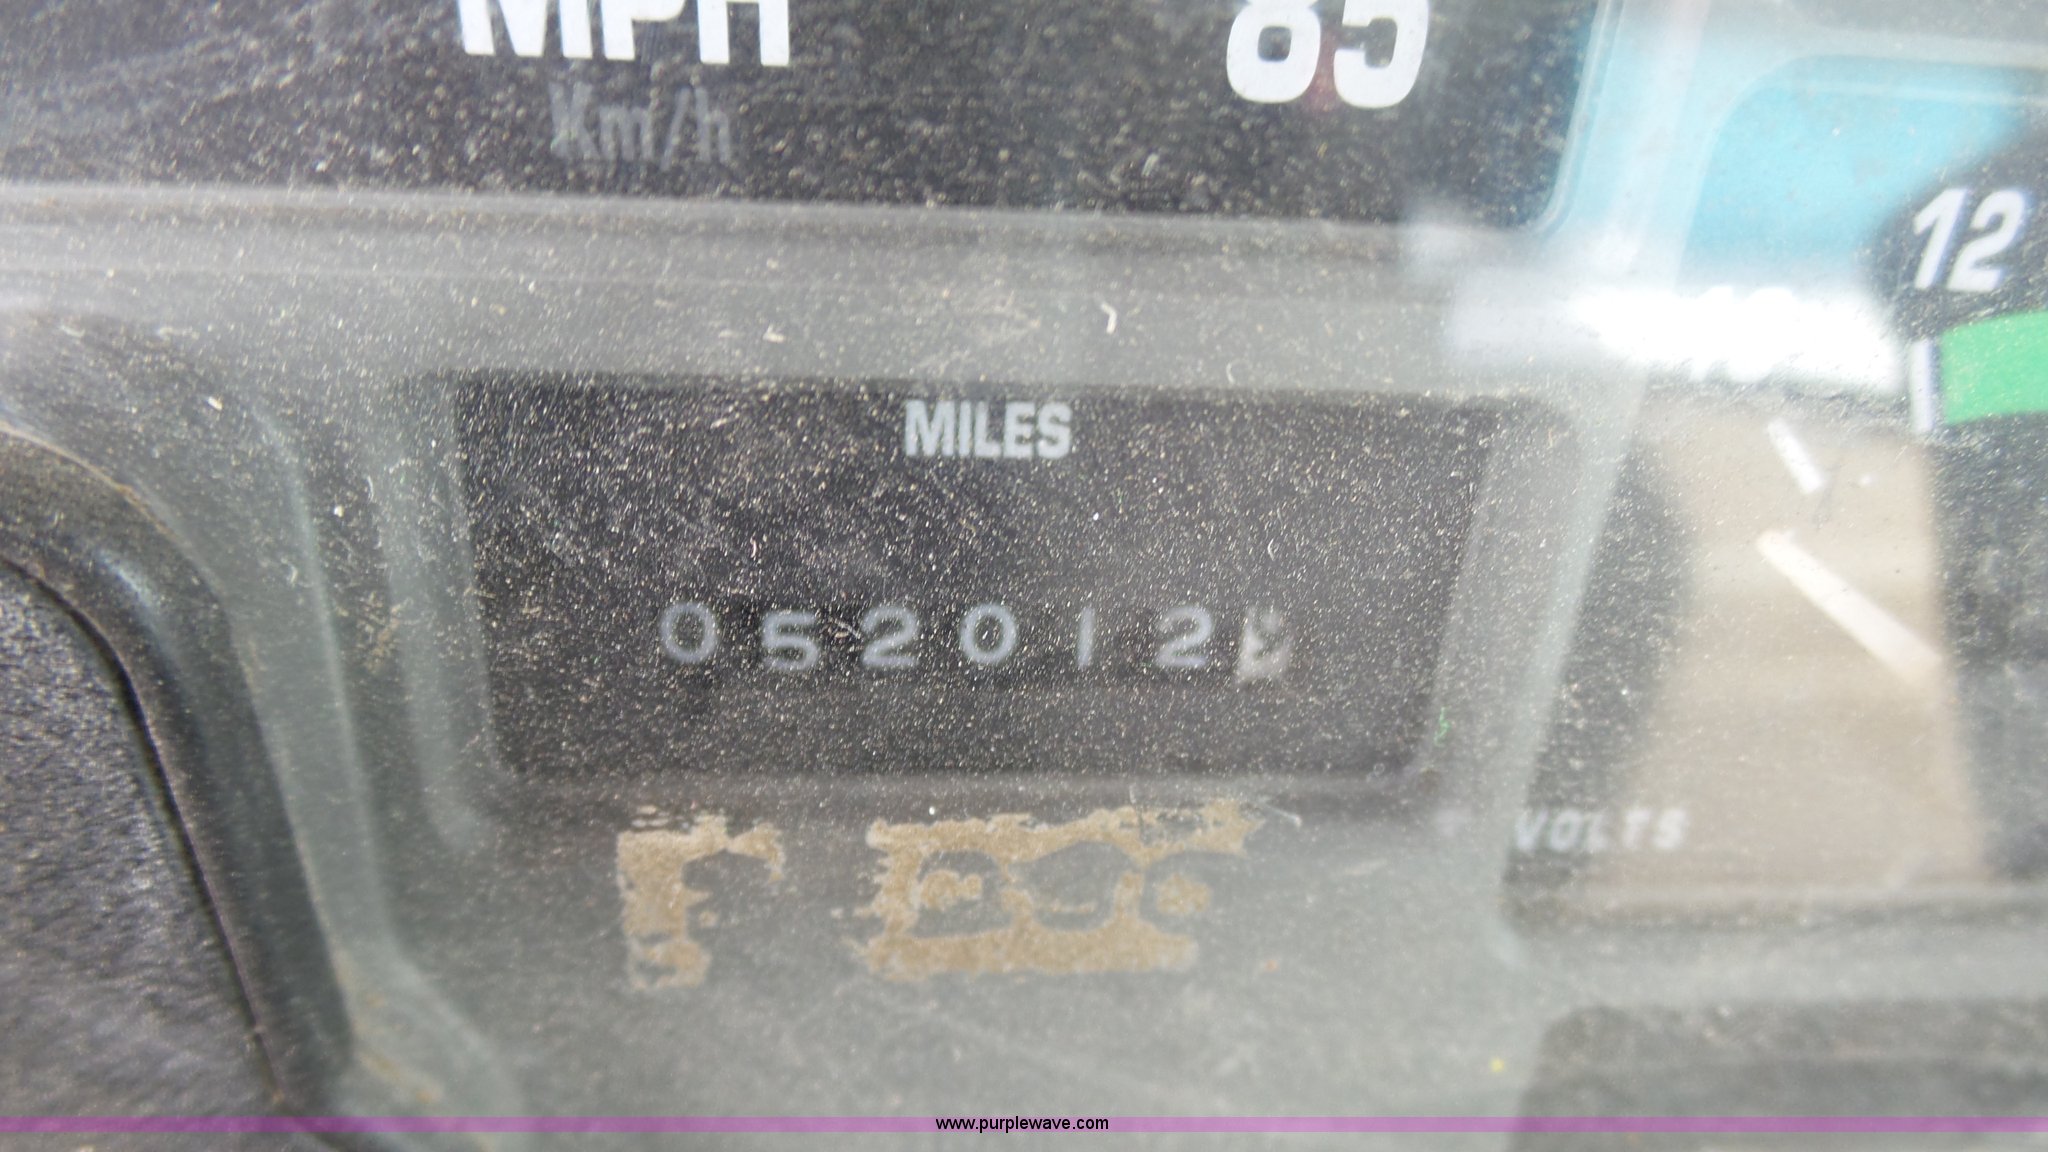 MPH 85
Km/h
12
MILES
052012
VOLTS
www.purplewave.com